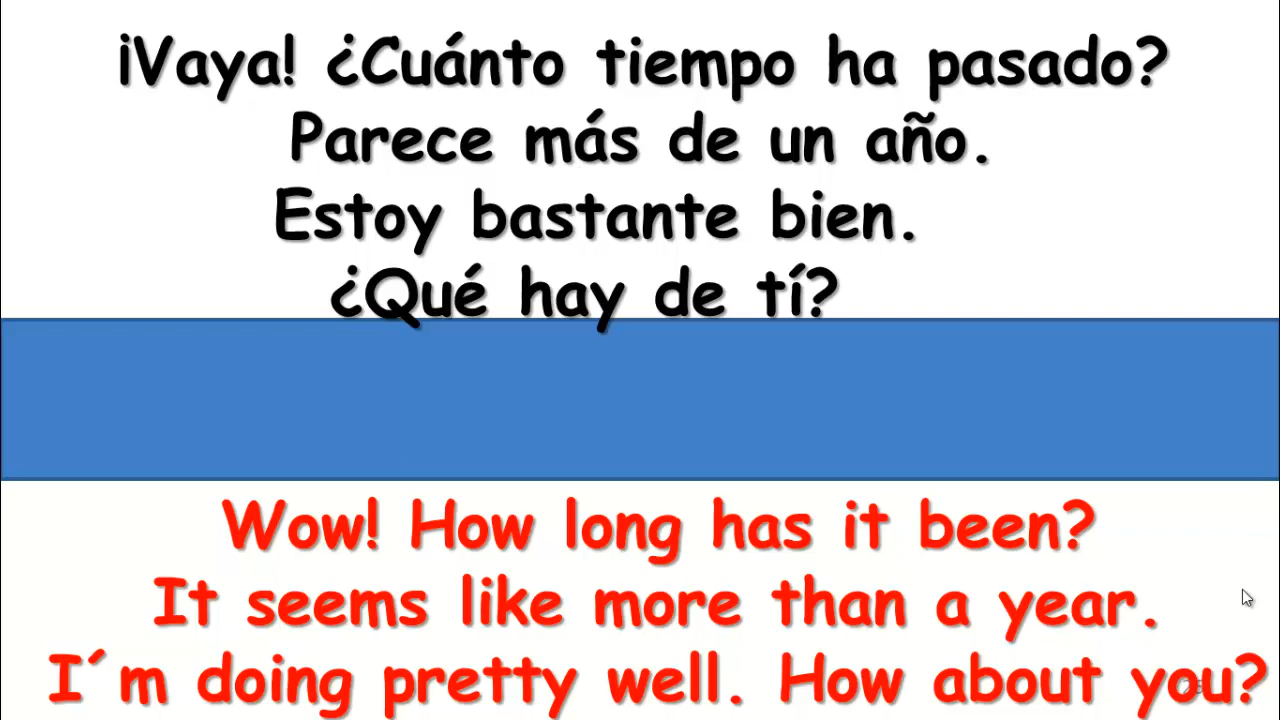 ¡Vaya! ¿Cuánto tiempo ha pasado?
Parece más de un año.
Estoy bastante bien.
¿Qué hay de tí?
Wow! How long has it been?
It seems like more than a year.
I´m doing pretty well. How about you?